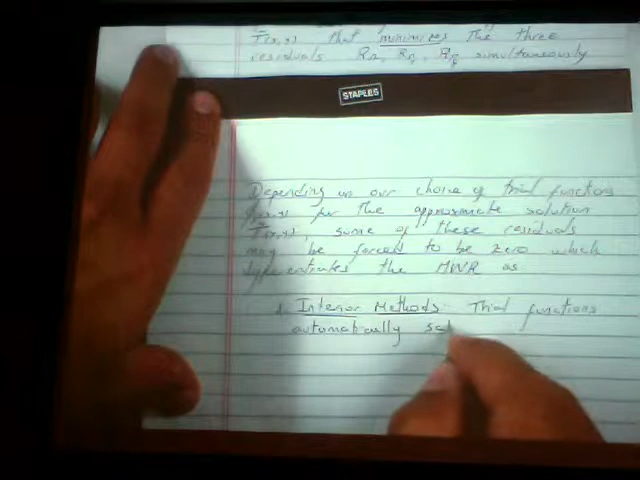 that minimizes the three
residuals R_Ω, R_Γ, simultaneously
STAPLES
Depending on our choice of trial functions
for the approximate solution
some of these residuals
may be forced to be zero which
the MWR as
1. Interior Methods: Trial functions
automatically